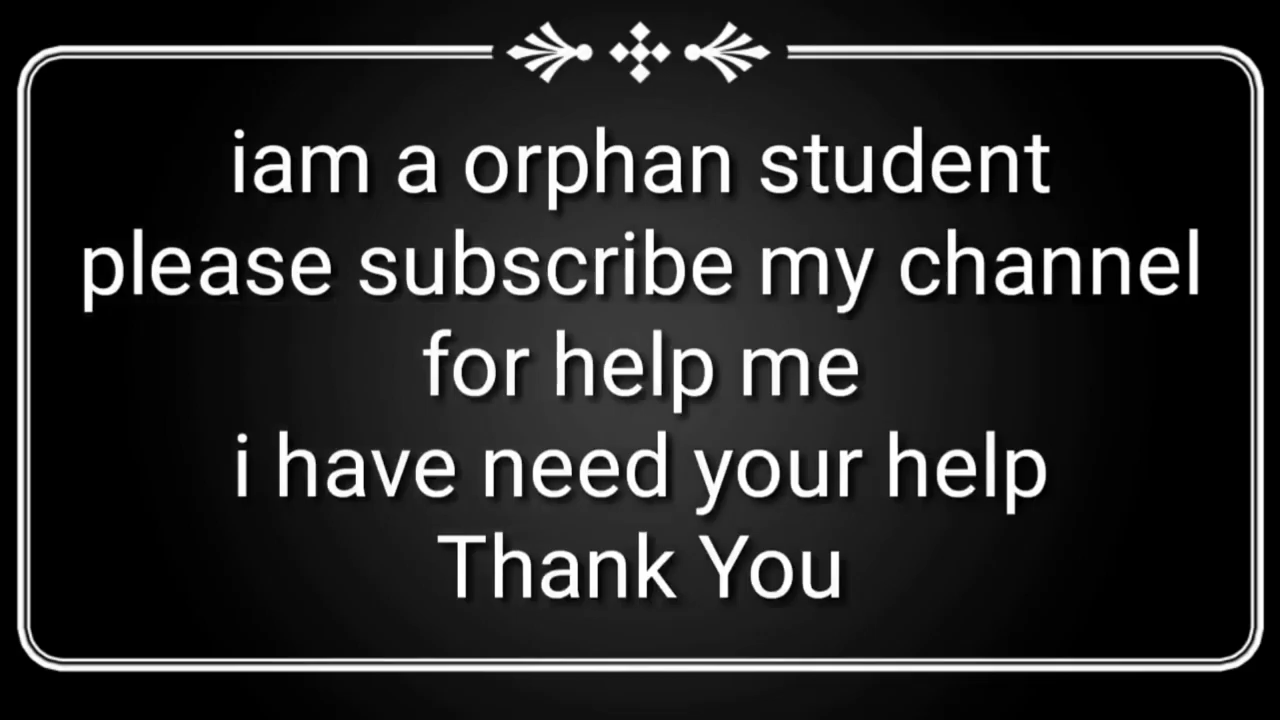 iam a orphan student
please subscribe my channel
for help me
i have need your help
Thank You